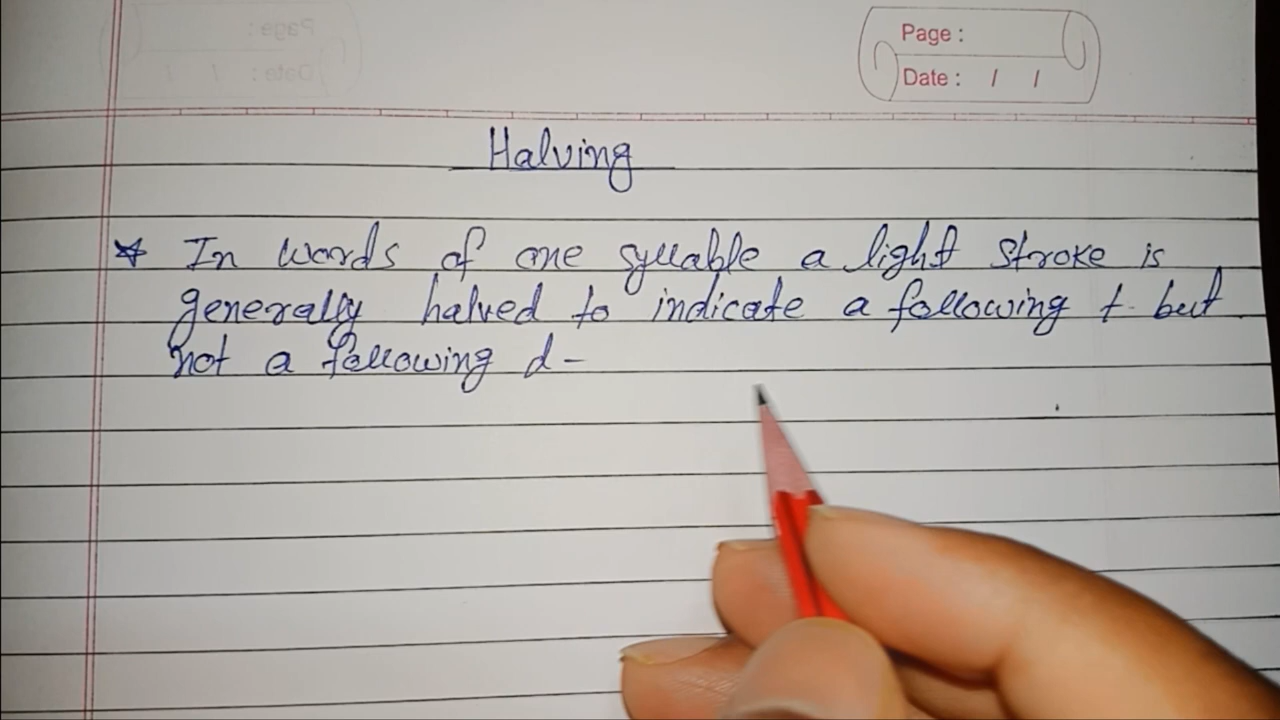 Page :
Date : / /
Halving
* In words of one syllable a light stroke is
generally halved to indicate a following t but
not a following d -